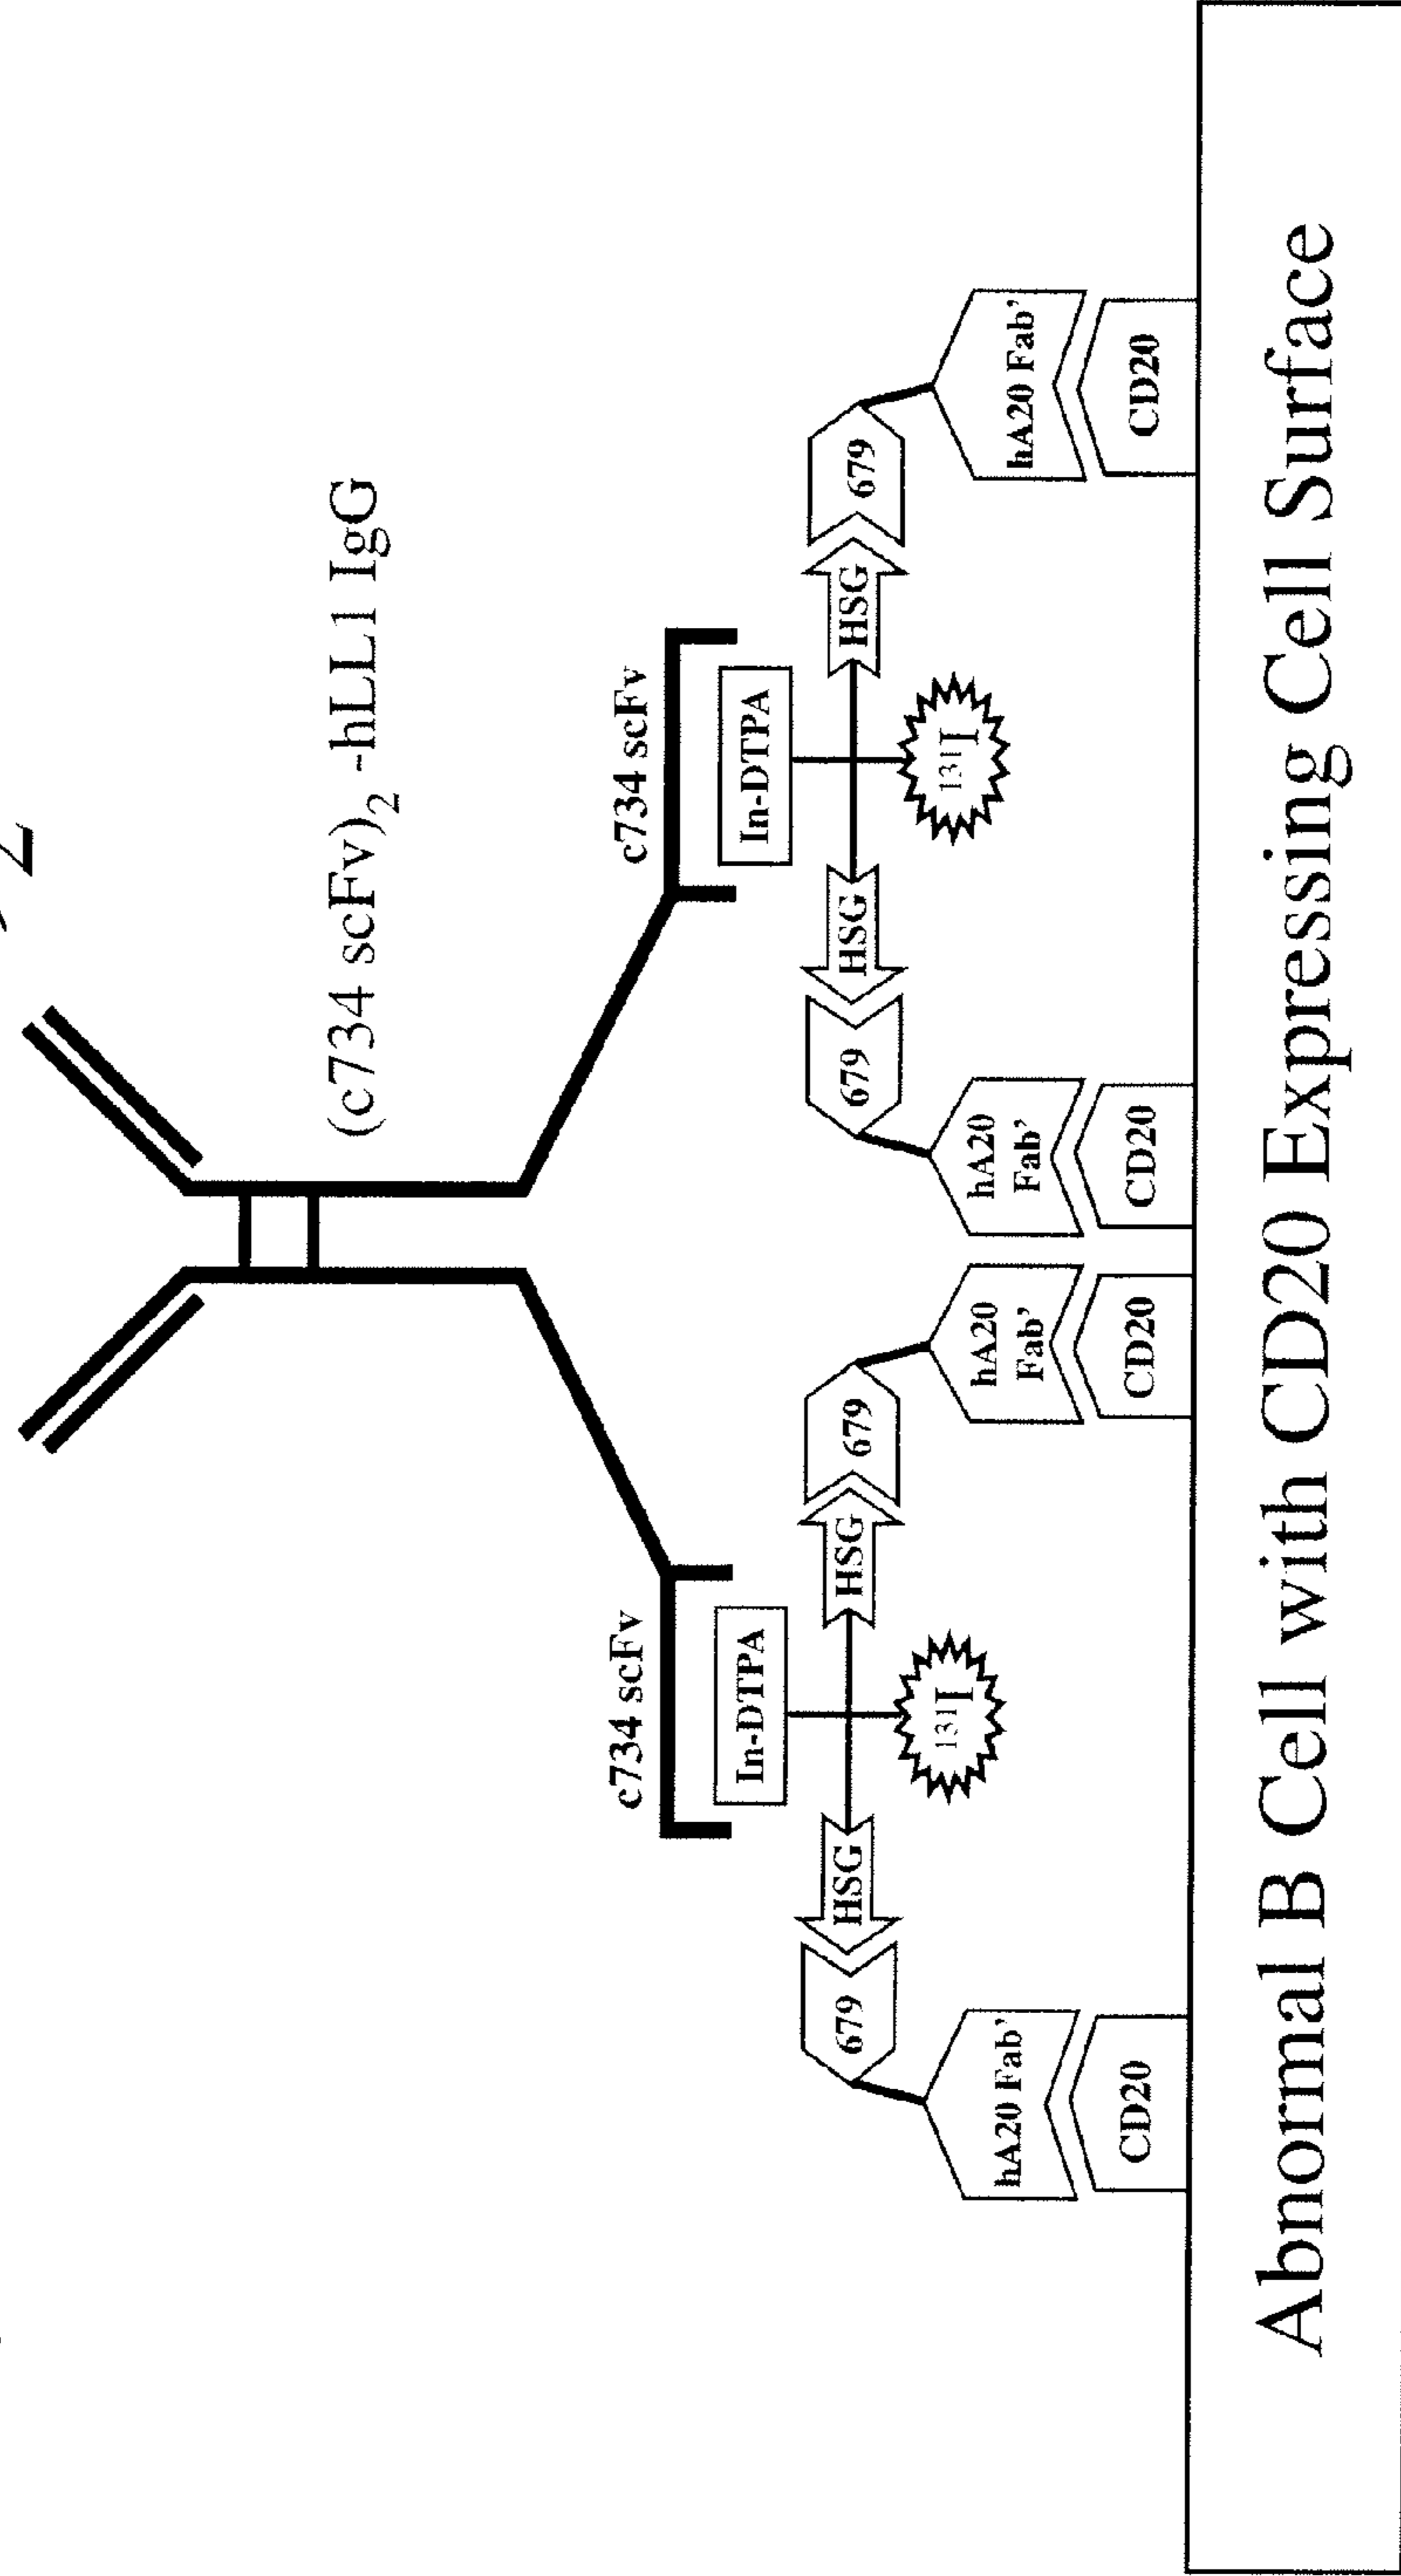 (c734 scFv)2 -hLL1 IgG
c734 scFv
c734 scFv
In-DTPA
In-DTPA
679
HSG
HSG
679
679
HSG
HSG
679
131I
131I
hA20 Fab’
hA20
Fab’
hA20
Fab’
hA20 Fab’
CD20
CD20
CD20
CD20
Abnormal B Cell with CD20 Expressing Cell Surface